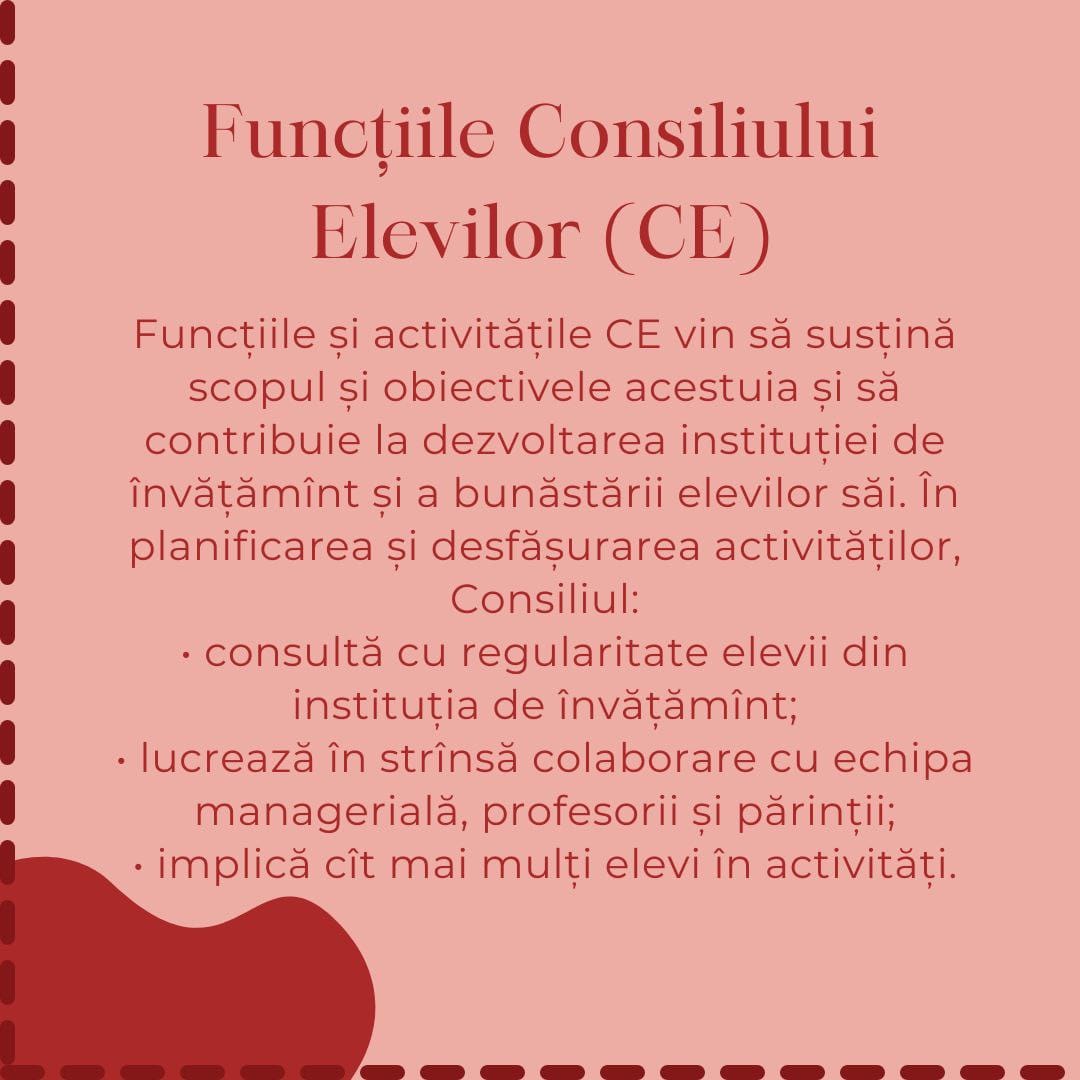 Funcțiile Consiliului
Elevilor (CE)
Funcțiile și activitățile CE vin să susțină
scopul și obiectivele acestuia și să
contribuie la dezvoltarea instituției de
învățămînt și a bunăstării elevilor săi. În
planificarea și desfășurarea activităților,
Consiliul:
• consultă cu regularitate elevii din
instituția de învățămînt;
• lucrează în strînsă colaborare cu echipa
managerială, profesorii și părinții;
• implică cît mai mulți elevi în activități.